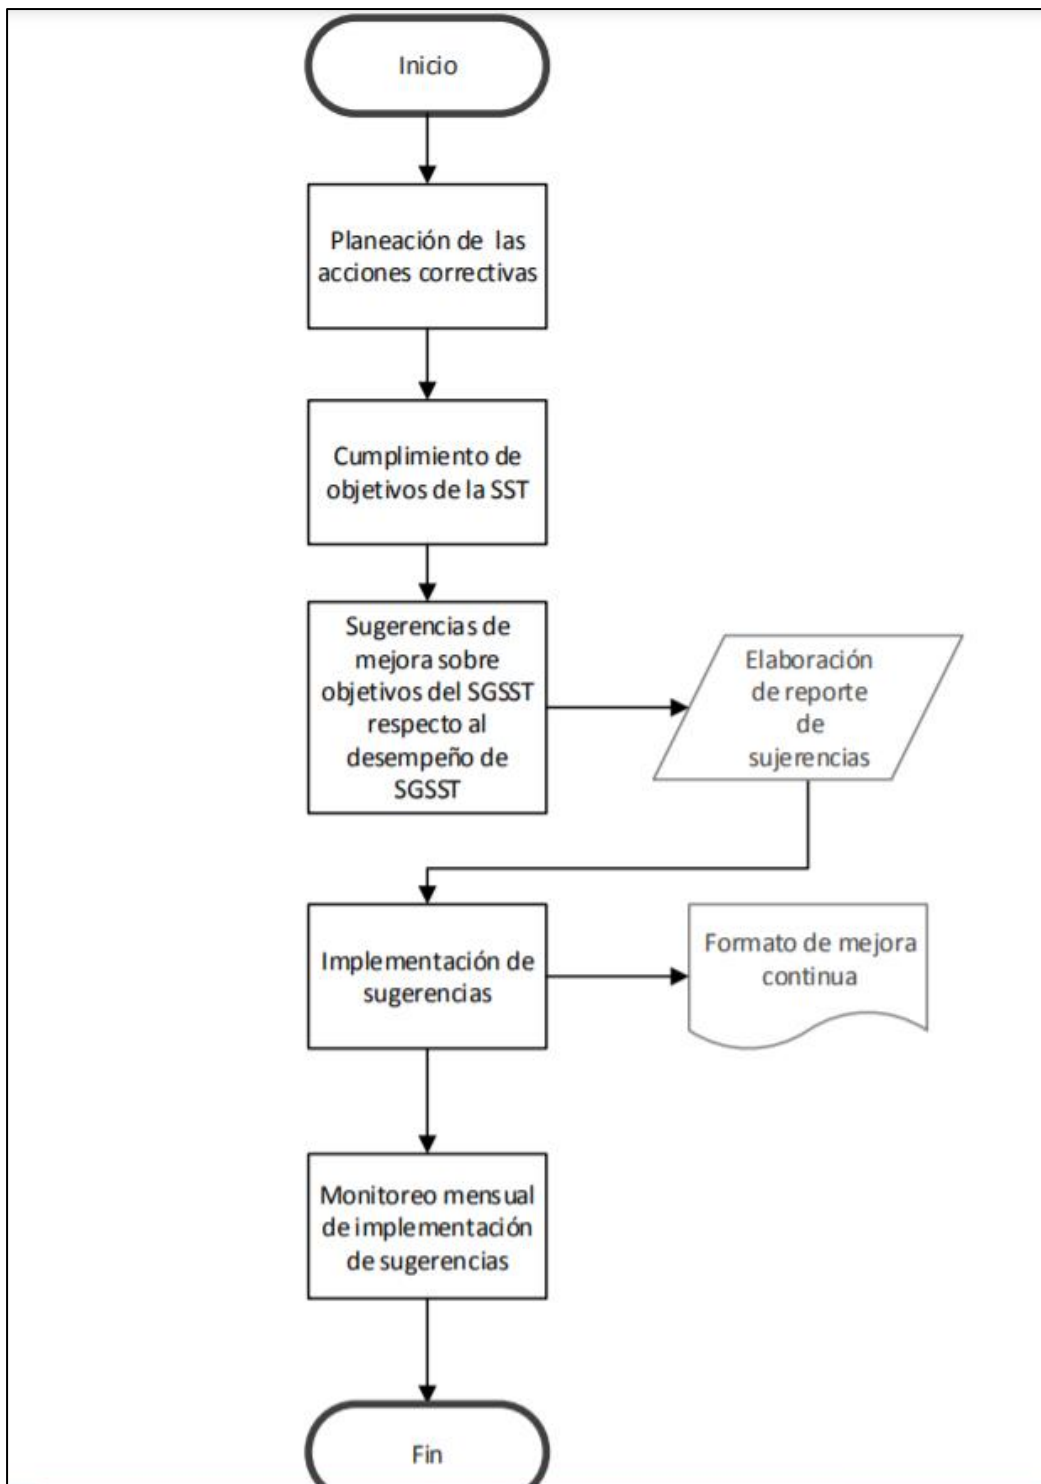 Inicio
Planeación de las
acciones correctivas
Cumplimiento de
objetivos de la SST
Sugerencias de
mejora sobre
objetivos del SGSST
respecto al
desempeño de
SGSST
Elaboración
de reporte
de
sujerencias
Implementación de
sugerencias
Formato de mejora
continua
Monitoreo mensual
de implementación
de sugerencias
Fin